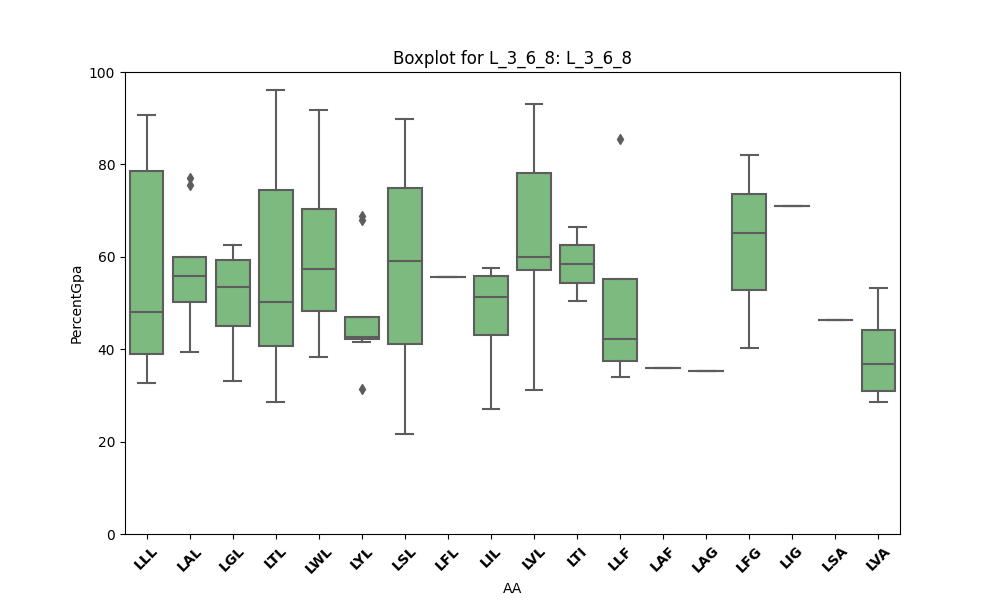 Boxplot for L_3_6_8: L_3_6_8
PercentGpa
100
80
60
40
20
0
LLL LAL LGL LTL LWL LYL LSL LFL LIL LVL LTI LLF LAF LAG LFG LIG LSA LVA
AA